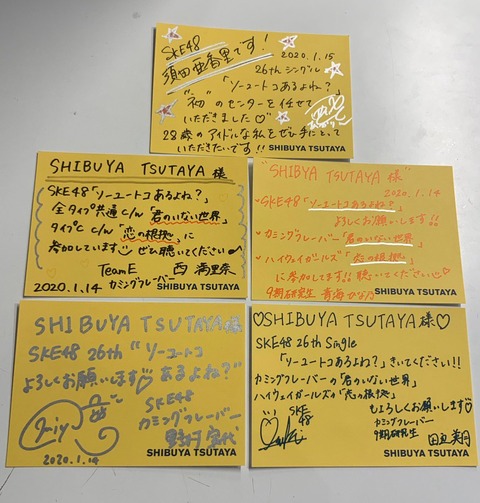 SKE48
須田亜香里です!
2020.1.15
26thシングル
「ソーユートコあるよね?」
"初"のセンターを任せて
いただきました♡
28歳のアイドルな私をぜひ手にとって
いただきたいです!!
SHIBUYA TSUTAYA
SHIBUYA TSUTAYA 様
SKE48「ソーユートコあるよね?」
全タイプ共通c/w「君のいない世界」
タイプC c/w「恋の根拠」に
参加しています ぜひ聴いてください
TeamE 西 満里奈
2020.1.14 カミングフレーバー
SHIBUYA TSUTAYA
"SHIBUYA TSUTAYA 様"
2020.1.14
SKE48「ソーユートコあるよね?」
よろしくお願いします!!
カミングフレーバー「君のいない世界」
ハイウェイガールズ「恋の根拠」
に参加してます!!聴いてください
9期研究生 青海ひな乃
SHIBUYA TSUTAYA
SHIBUYA TSUTAYA様
SKE48 26th "ソーユートコ
あるよね?"
よろしくお願いします♡
SKE48
カミングフレーバー
野村実代
2020.1.14
SHIBUYA TSUTAYA
♡SHIBUYA TSUTAYA 様♡
SKE48 26th Single
「ソーユートコあるよね?」きいてください!!
カミングフレーバーの「君のいない世界」
ハイウェイガールズの「恋の根拠」
もよろしくお願いします♡
SKE48
カミングフレーバー
9期研究生 田辺美月
SHIBUYA TSUTAYA